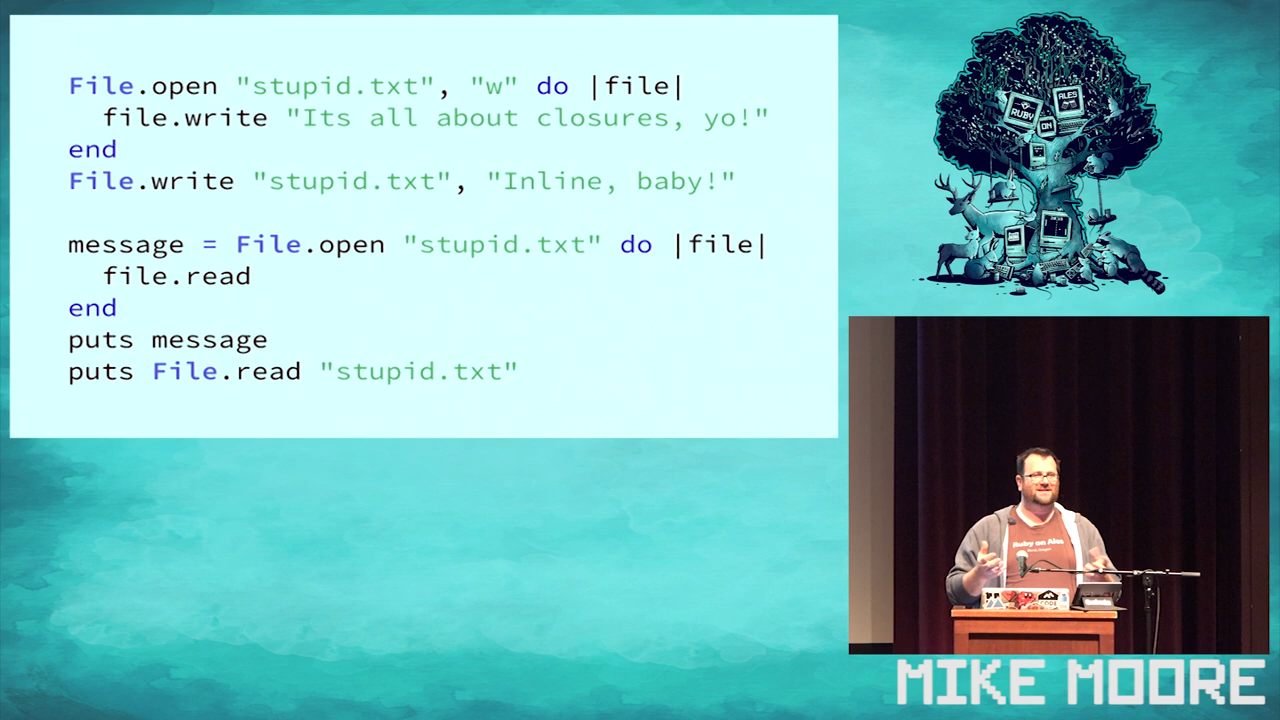 File.open "stupid.txt", "w" do |file|
  file.write "Its all about closures, yo!"
end
File.write "stupid.txt", "Inline, baby!"
message = File.open "stupid.txt" do |file|
  file.read
end
puts message
puts File.read "stupid.txt"
RUBY
ON
ALES
Ruby on Ales
CODE
MIKE MOORE